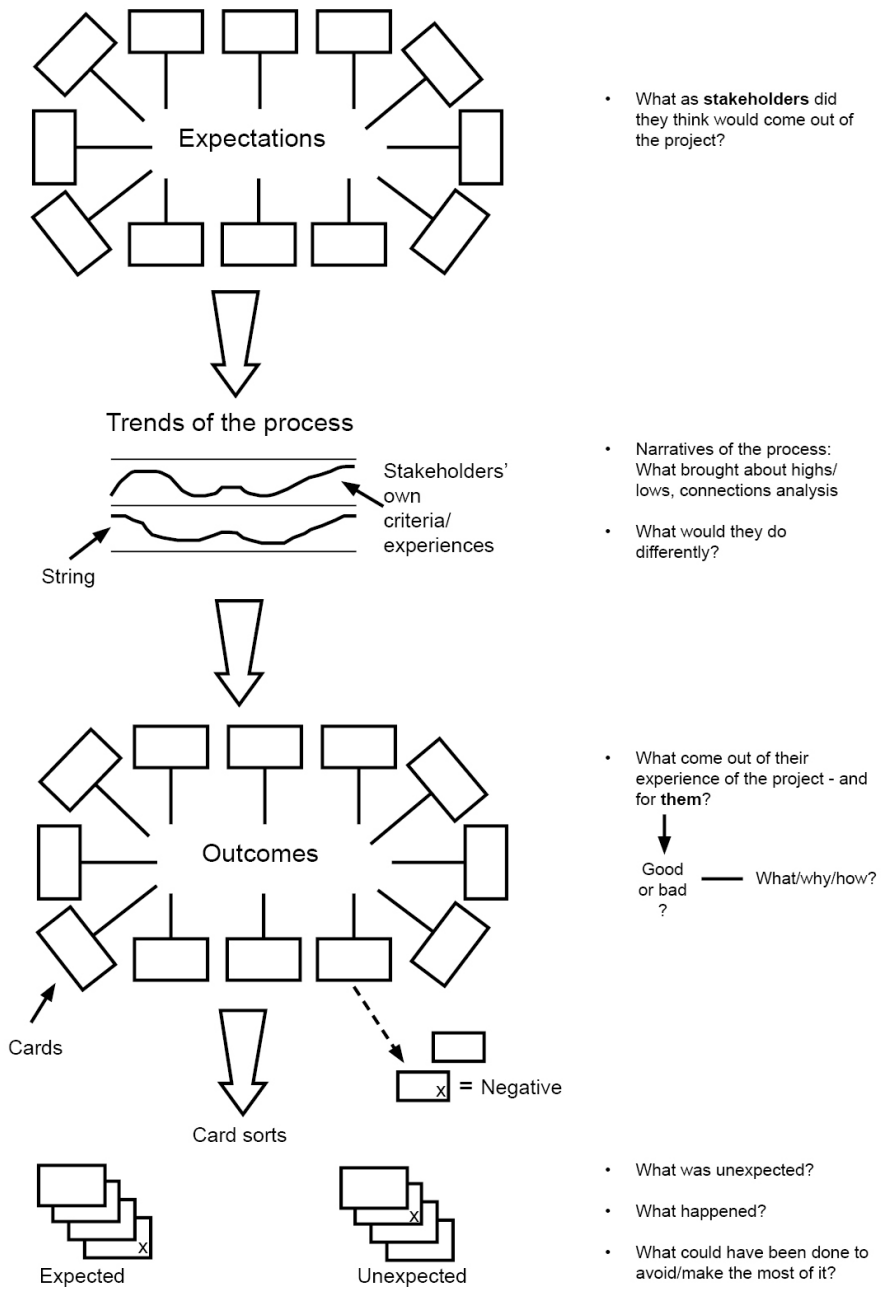 Expectations
• What as stakeholders did
they think would come out of
the project?
Trends of the process
Stakeholders’
own
criteria/
experiences
String
• Narratives of the process:
What brought about highs/
lows, connections analysis
• What would they do
differently?
Outcomes
Cards
• What come out of their
experience of the project - and
for them?
Good
or bad
?
What/why/how?
x = Negative
Card sorts
x
Expected
x
Unexpected
• What was unexpected?
• What happened?
• What could have been done to
avoid/make the most of it?